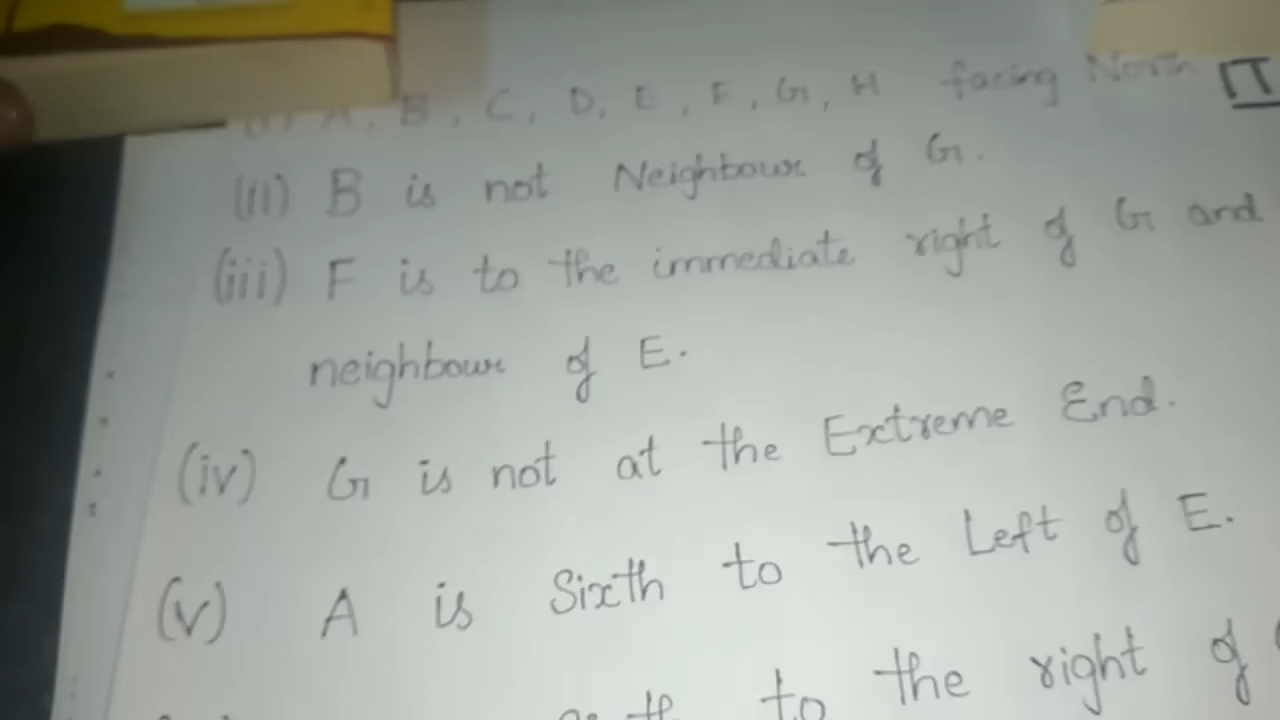 (i) A, B, C, D, E, F, G, H facing North
(ii) B is not Neighbour of G.
(iii) F is to the immediate right of G and
neighbour of E.
(iv) G is not at the Extreme End.
(v) A is Sixth to the Left of E.
to the right of